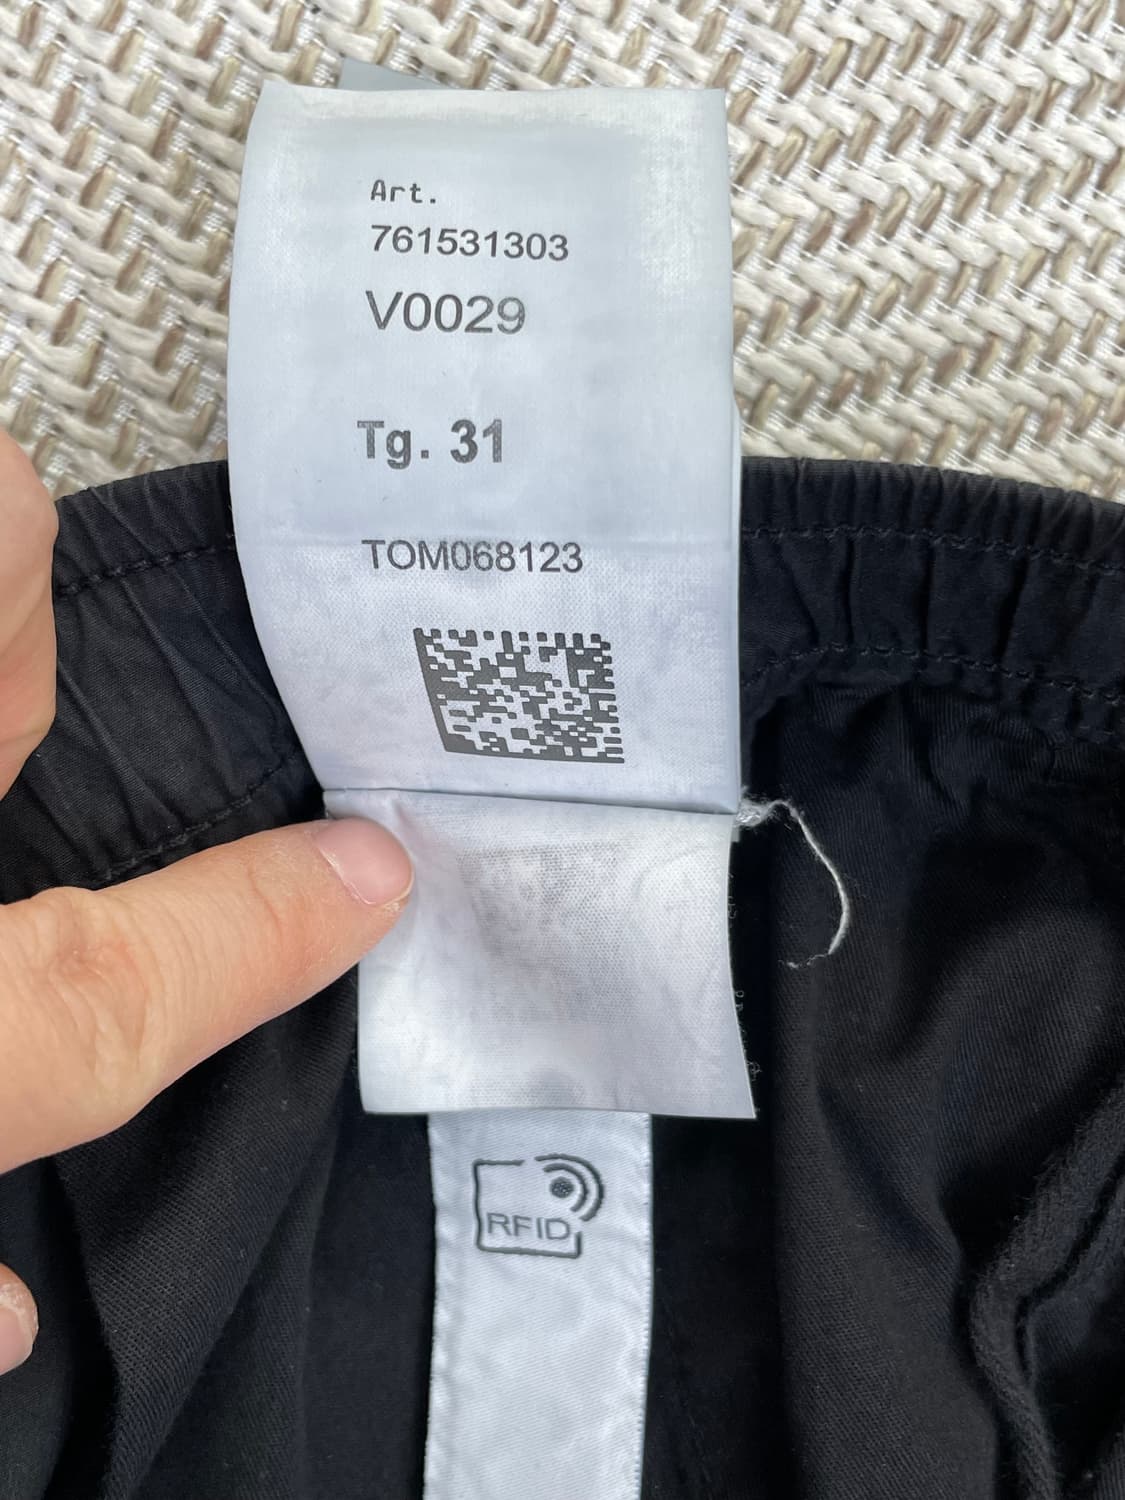 Art.
761531303
V0029
Tg. 31
TOM068123
RFID